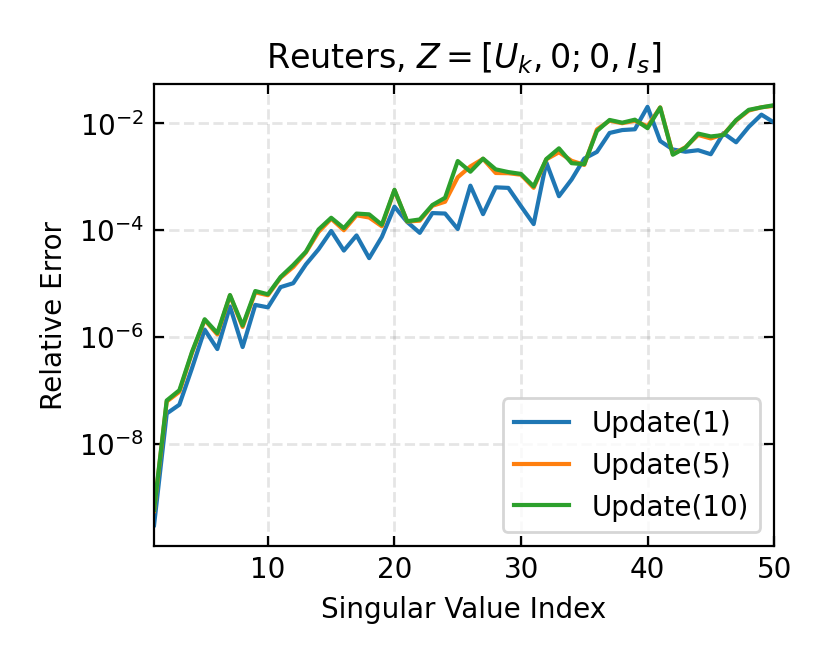 Reuters, $Z = [U_k, 0; 0, I_s]$
Relative Error
10⁻²
10⁻⁴
10⁻⁶
10⁻⁸
Update(1)
Update(5)
Update(10)
10 20 30 40 50
Singular Value Index